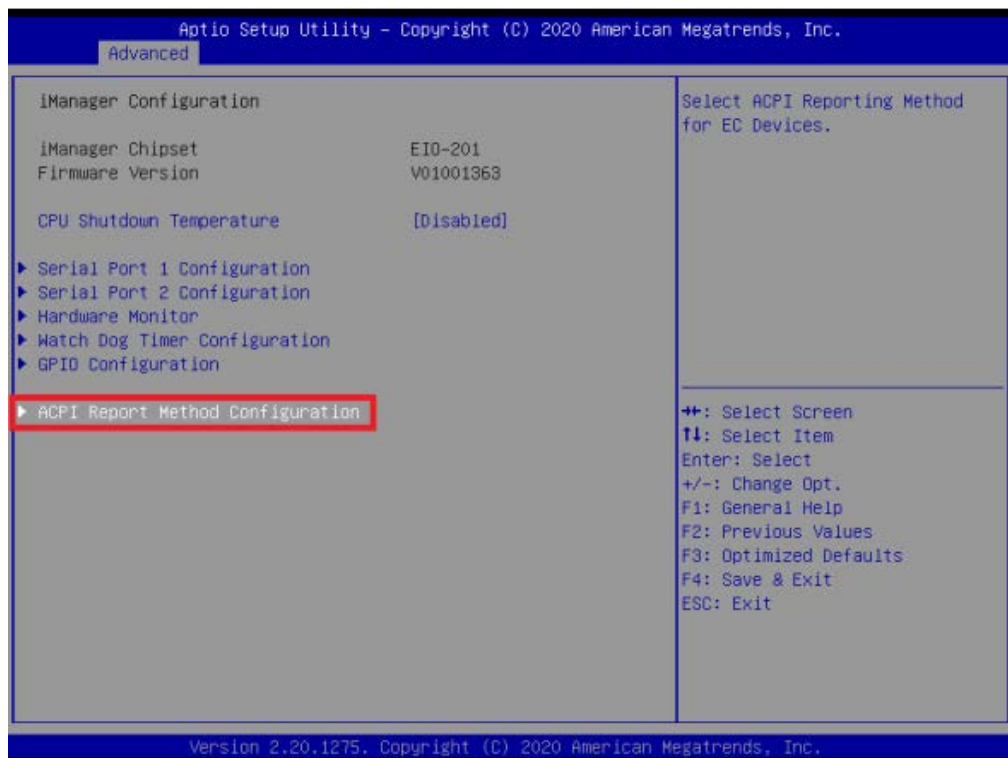 Aptio Setup Utility – Copyright (C) 2020 American Megatrends, Inc.
Advanced
iManager Configuration
iManager Chipset EIO-201
Firmware Version V01001363
CPU Shutdown Temperature [Disabled]
Serial Port 1 Configuration
Serial Port 2 Configuration
Hardware Monitor
Watch Dog Timer Configuration
GPIO Configuration
ACPI Report Method Configuration
Select ACPI Reporting Method
for EC Devices.
→←: Select Screen
↑↓: Select Item
Enter: Select
+/-: Change Opt.
F1: General Help
F2: Previous Values
F3: Optimized Defaults
F4: Save & Exit
ESC: Exit
Version 2.20.1275. Copyright (C) 2020 American Megatrends, Inc.